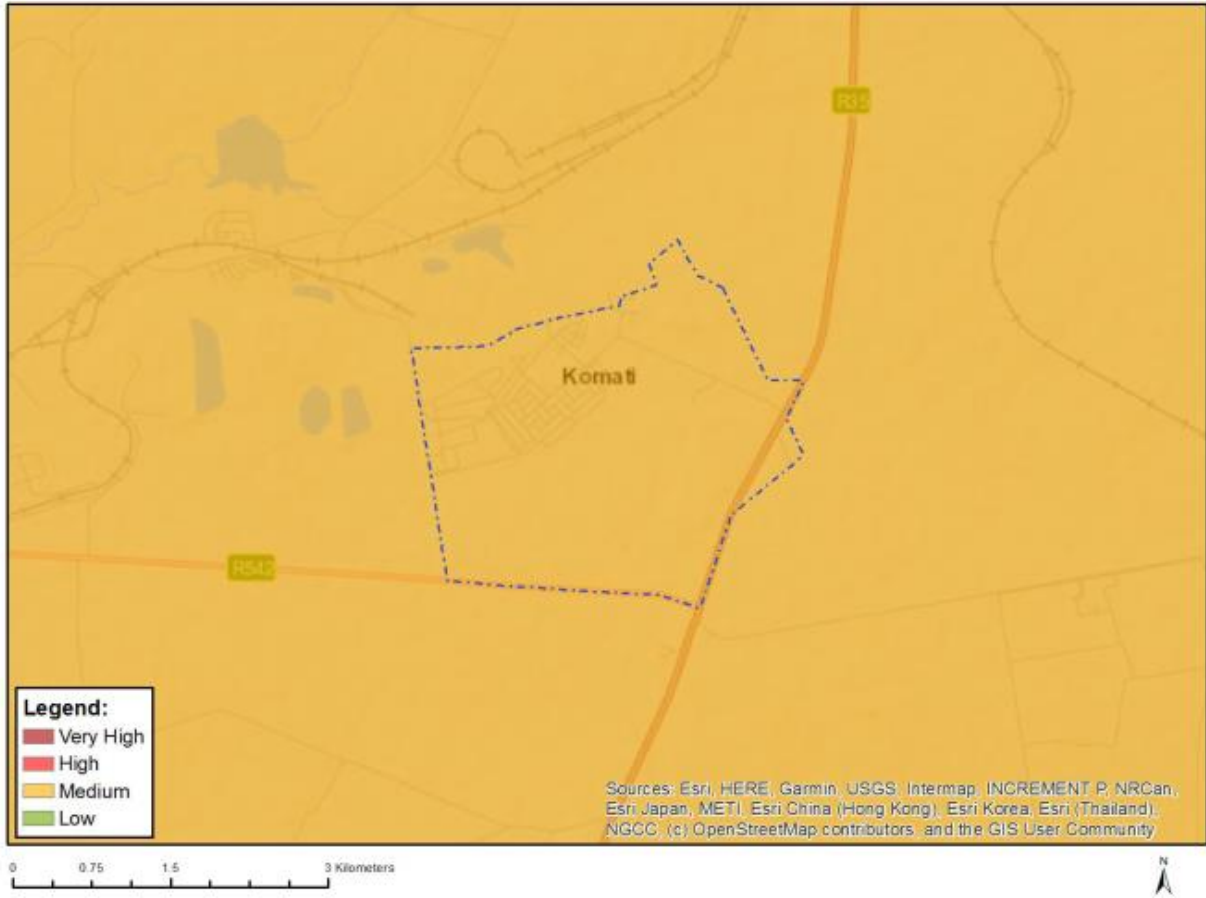 R35
Komati
R542
Legend:
Very High
High
Medium
Low
Sources: Esri, HERE, Garmin, USGS, Intermap, INCREMENT P, NRCan,
Esri Japan, METI, Esri China (Hong Kong), Esri Korea, Esri (Thailand),
NGCC, (c) OpenStreetMap contributors, and the GIS User Community
0 0.75 1.5 3 Kilometers
N